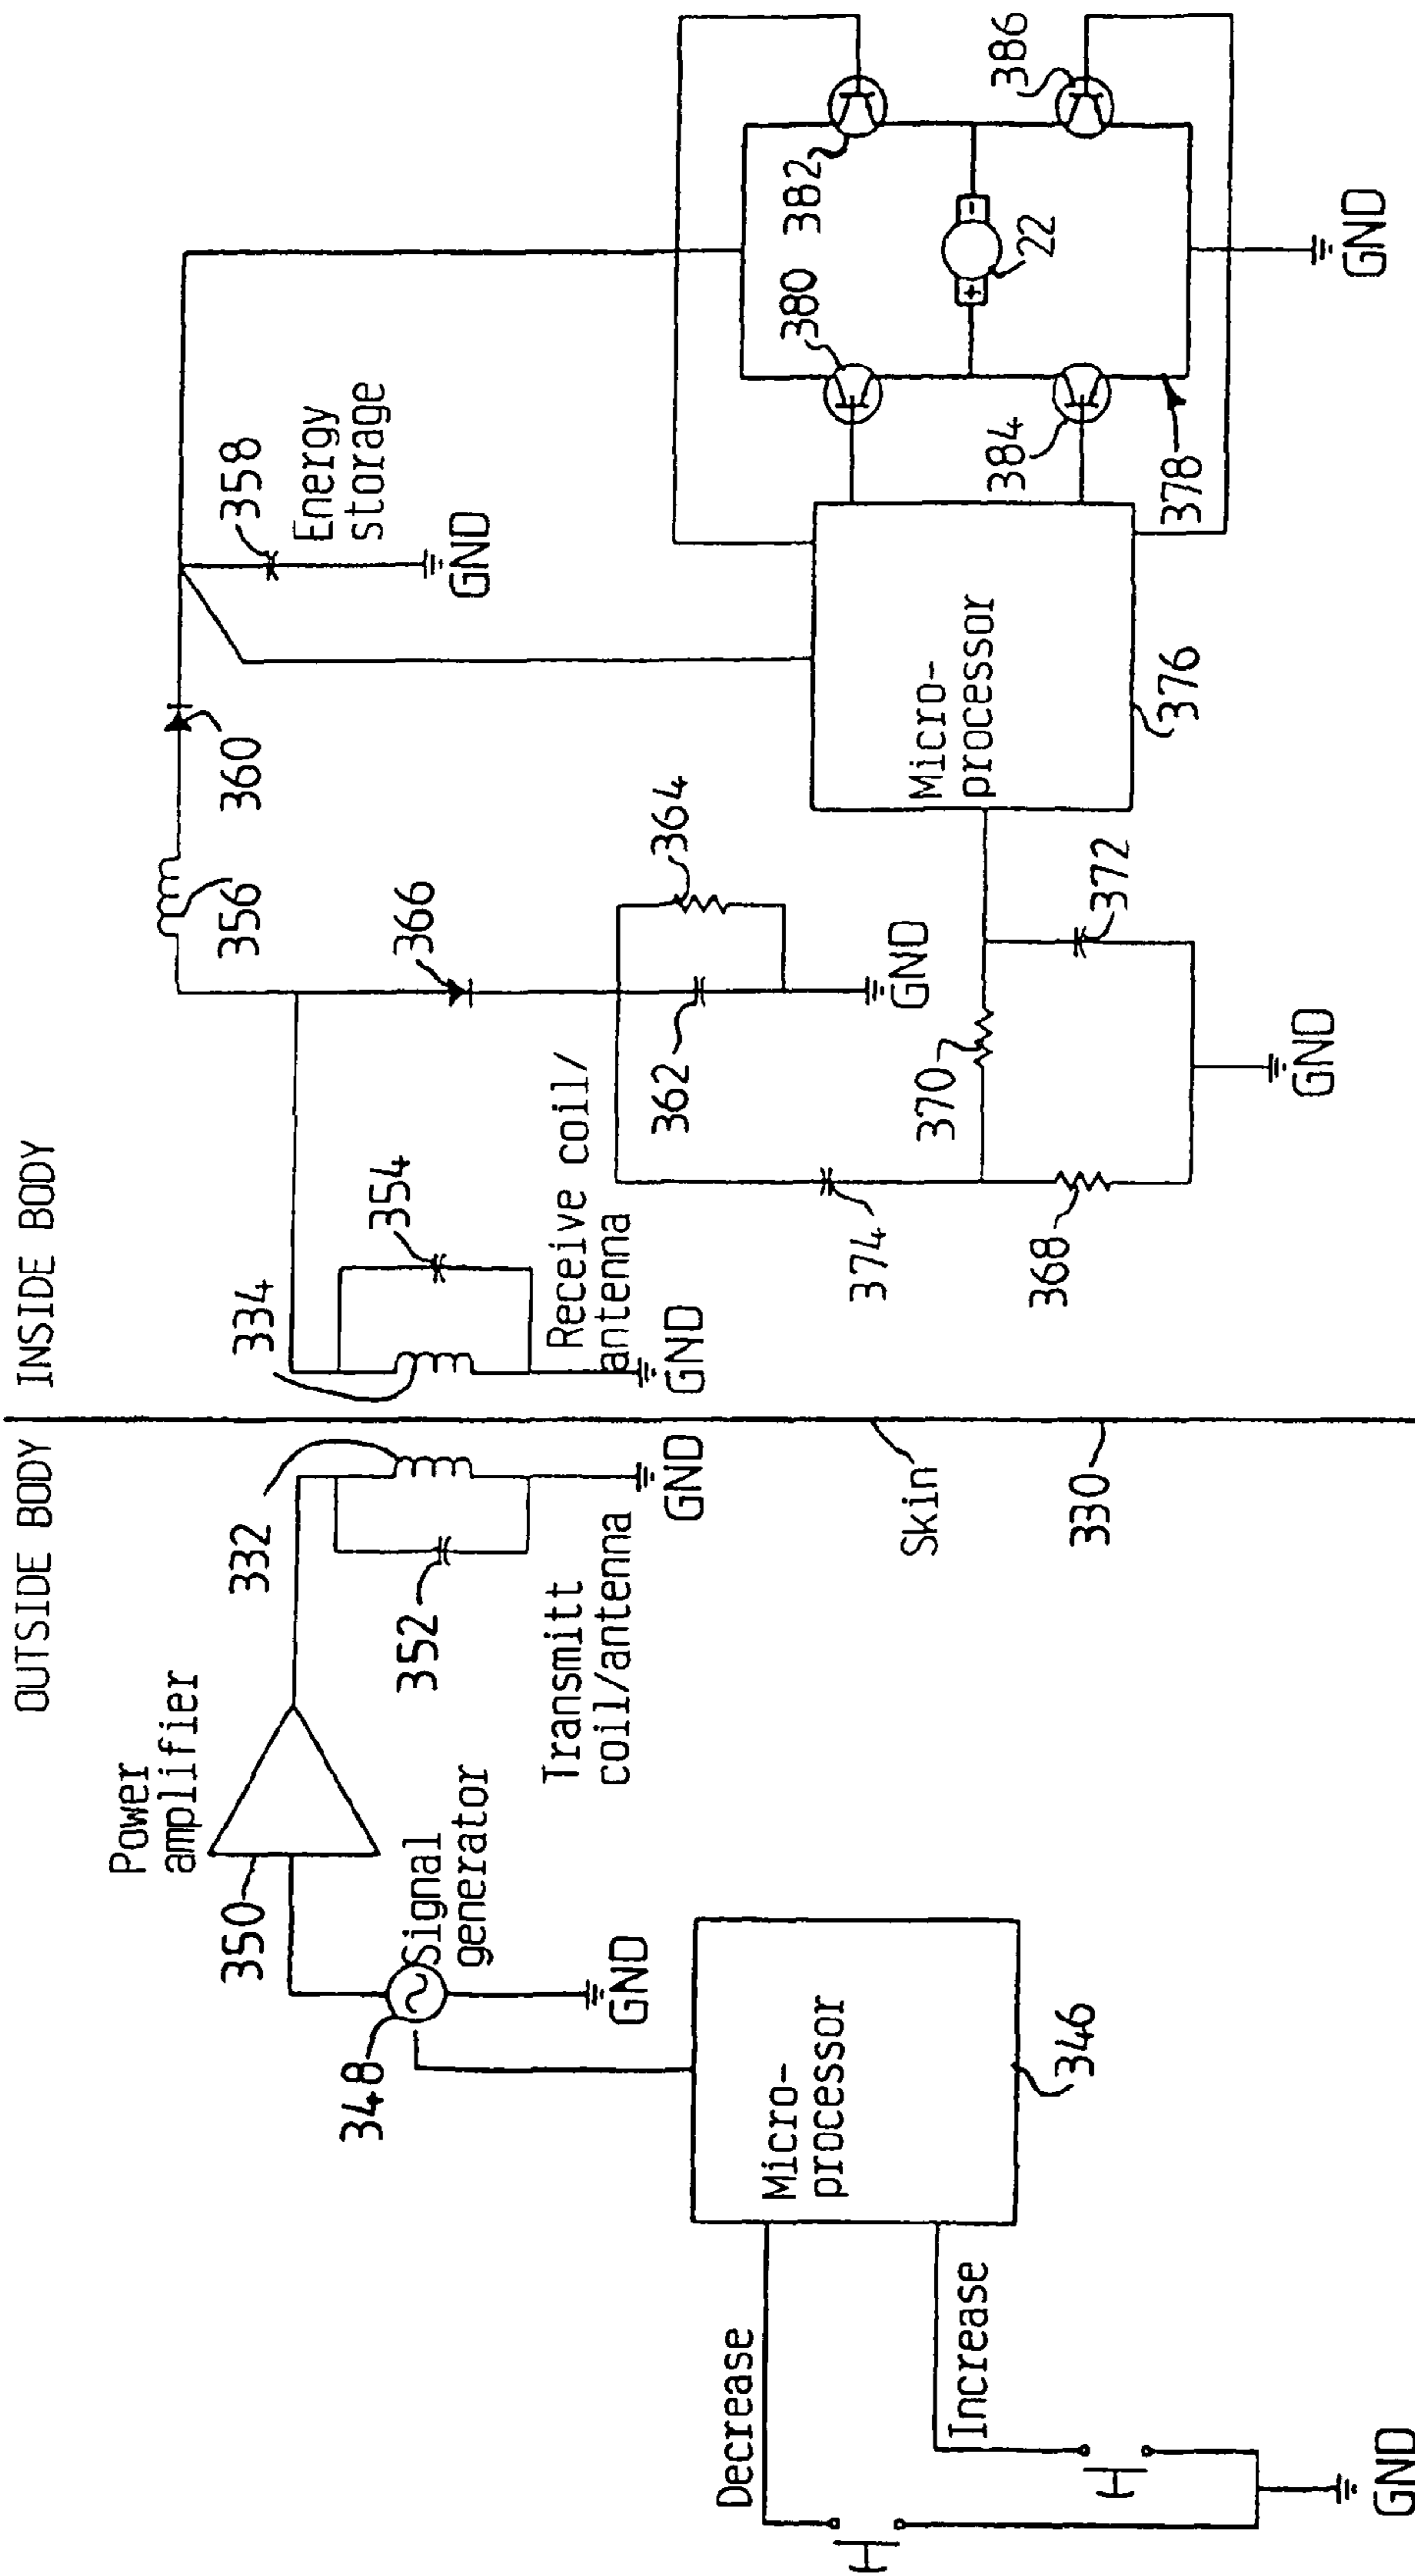 OUTSIDE BODY
INSIDE BODY
Power
amplifier
350
Signal
generator
348
GND
332
352
Transmitt
coil/antenna
GND
Micro-
processor
346
Decrease
Increase
GND
Skin
330
334
354
Receive coil/
antenna
GND
356
360
358
Energy
storage
GND
366
364
362
GND
374
370
372
368
GND
Micro-
processor
376
380
382
384
386
+
-
22
378
GND